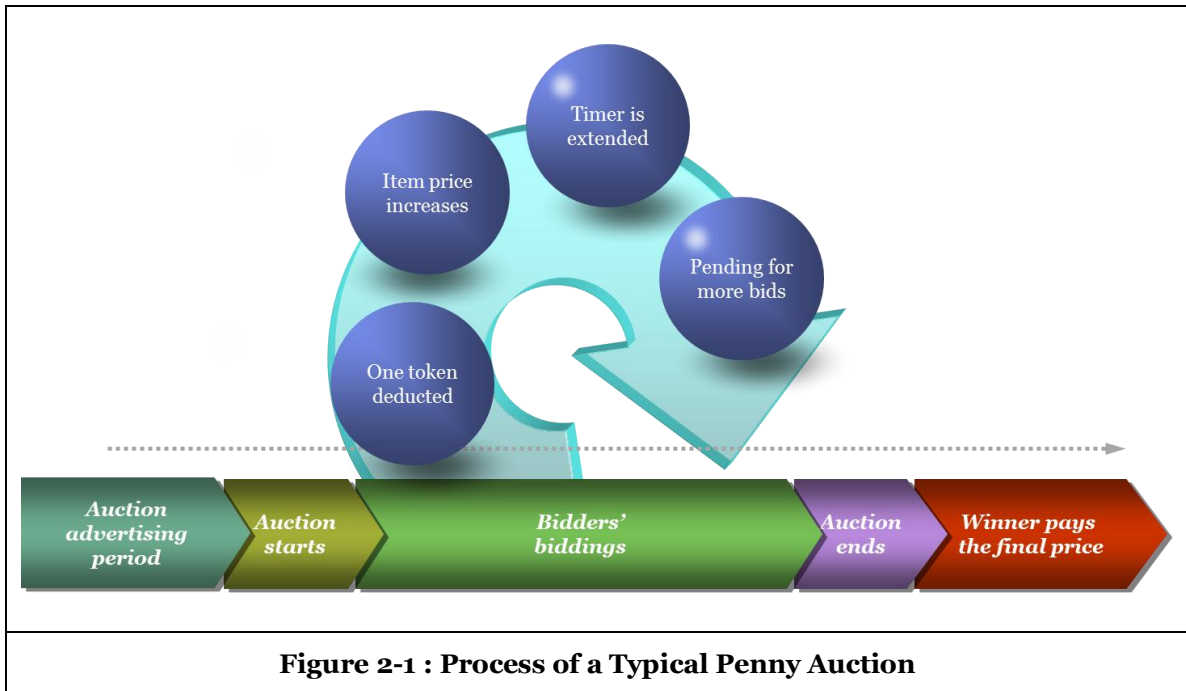 Timer is
extended
Item price
increases
Pending for
more bids
One token
deducted
Auction
advertising
period
Auction
starts
Bidders’
biddings
Auction
ends
Winner pays
the final price
Figure 2-1 : Process of a Typical Penny Auction